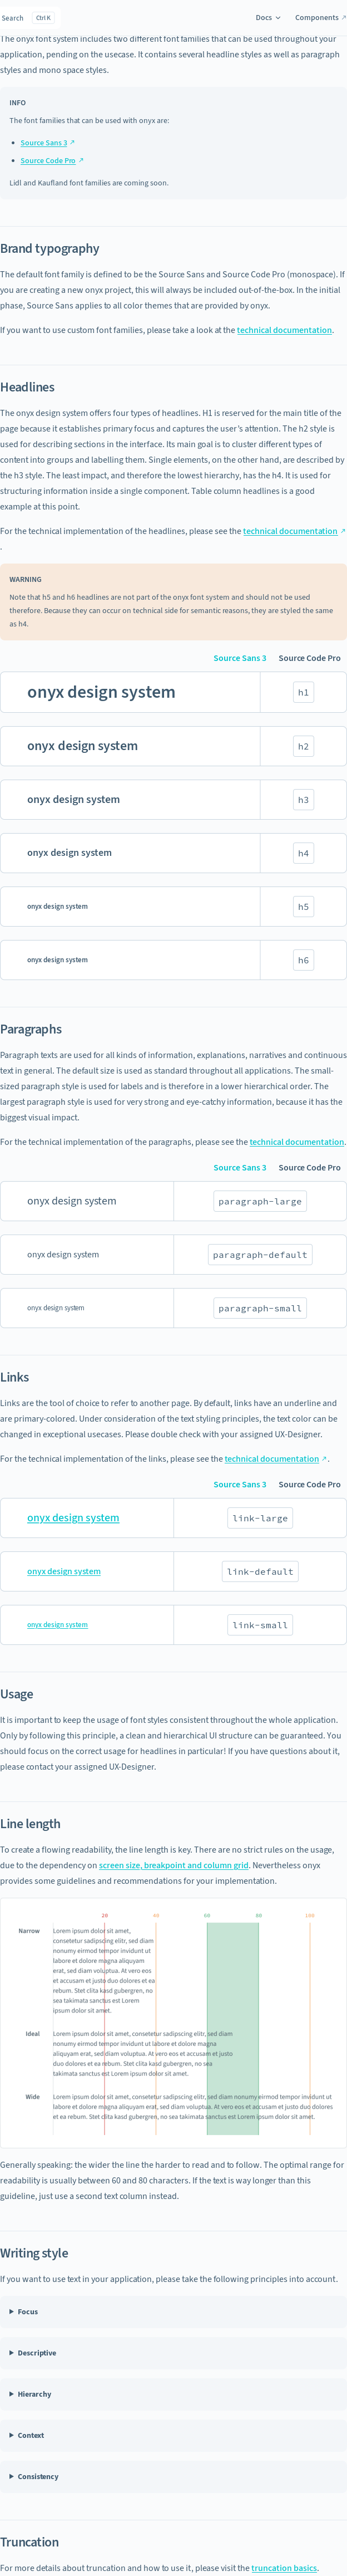 Search Ctrl K Docs Components
The onyx font system includes two different font families that can be used throughout your
application, pending on the usecase. It contains several headline styles as well as paragraph
styles and mono space styles.
INFO
The font families that can be used with onyx are:
Source Sans 3
Source Code Pro
Lidl and Kaufland font families are coming soon.
Brand typography
The default font family is defined to be the Source Sans and Source Code Pro (monospace). If
you are creating a new onyx project, this will always be included out-of-the-box. In the initial
phase, Source Sans applies to all color themes that are provided by onyx.
If you want to use custom font families, please take a look at the technical documentation.
Headlines
The onyx design system offers four types of headlines. H1 is reserved for the main title of the
page because it establishes primary focus and captures the user's attention. The h2 style is
used for describing sections in the interface. Its main goal is to cluster different types of
content into groups and labelling them. Single elements, on the other hand, are described by
the h3 style. The least impact, and therefore the lowest hierarchy, has the h4. It is used for
structuring information inside a single component. Table column headlines is a good
example at this point.
For the technical implementation of the headlines, please see the technical documentation
.
WARNING
Note that h5 and h6 headlines are not part of the onyx font system and should not be used
therefore. Because they can occur on technical side for semantic reasons, they are styled the same
as h4.
Source Sans 3 Source Code Pro
onyx design system h1
onyx design system h2
onyx design system h3
onyx design system h4
onyx design system h5
onyx design system h6
Paragraphs
Paragraph texts are used for all kinds of information, explanations, narratives and continuous
text in general. The default size is used as standard throughout all applications. The small-
sized paragraph style is used for labels and is therefore in a lower hierarchical order. The
largest paragraph style is used for very strong and eye-catchy information, because it has the
biggest visual impact.
For the technical implementation of the paragraphs, please see the technical documentation.
Source Sans 3 Source Code Pro
onyx design system paragraph-large
onyx design system paragraph-default
onyx design system paragraph-small
Links
Links are the tool of choice to refer to another page. By default, links have an underline and
are primary-colored. Under consideration of the text styling principles, the text color can be
changed in exceptional usecases. Please double check with your assigned UX-Designer.
For the technical implementation of the links, please see the technical documentation.
Source Sans 3 Source Code Pro
onyx design system link-large
onyx design system link-default
onyx design system link-small
Usage
It is important to keep the usage of font styles consistent throughout the whole application.
Only by following this principle, a clean and hierarchical UI structure can be guaranteed. You
should focus on the correct usage for headlines in particular! If you have questions about it,
please contact your assigned UX-Designer.
Line length
To create a flowing readability, the line length is key. There are no strict rules on the usage,
due to the dependency on screen size, breakpoint and column grid. Nevertheless onyx
provides some guidelines and recommendations for your implementation.
20 40 60 80 100
Narrow Lorem ipsum dolor sit amet,
consetetur sadipscing elitr, sed diam
nonumy eirmod tempor invidunt ut
labore et dolore magna aliquyam
erat, sed diam voluptua. At vero eos
et accusam et justo duo dolores et ea
rebum. Stet clita kasd gubergren, no
sea takimata sanctus est Lorem
ipsum dolor sit amet.
Ideal Lorem ipsum dolor sit amet, consetetur sadipscing elitr, sed diam
nonumy eirmod tempor invidunt ut labore et dolore magna
aliquyam erat, sed diam voluptua. At vero eos et accusam et justo
duo dolores et ea rebum. Stet clita kasd gubergren, no sea
takimata sanctus est Lorem ipsum dolor sit amet.
Wide Lorem ipsum dolor sit amet, consetetur sadipscing elitr, sed diam nonumy eirmod tempor invidunt ut
labore et dolore magna aliquyam erat, sed diam voluptua. At vero eos et accusam et justo duo dolores et
ea rebum. Stet clita kasd gubergren, no sea takimata sanctus est Lorem ipsum dolor sit amet.
Generally speaking: the wider the line the harder to read and to follow. The optimal range for
readability is usually between 60 and 80 characters. If the text is way longer than this
guideline, just use a second text column instead.
Writing style
If you want to use text in your application, please take the following principles into account.
Focus
Descriptive
Hierarchy
Context
Consistency
Truncation
For more details about truncation and how to use it, please visit the truncation basics.